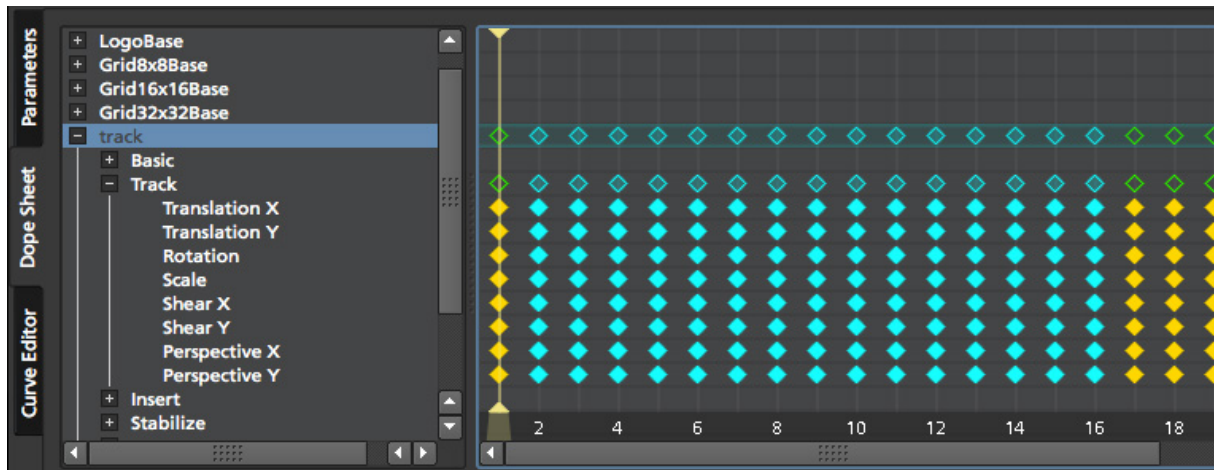 Parameters
Dope Sheet
Curve Editor
LogoBase
Grid8x8Base
Grid16x16Base
Grid32x32Base
track
Basic
Track
Translation X
Translation Y
Rotation
Scale
Shear X
Shear Y
Perspective X
Perspective Y
Insert
Stabilize
2 4 6 8 10 12 14 16 18